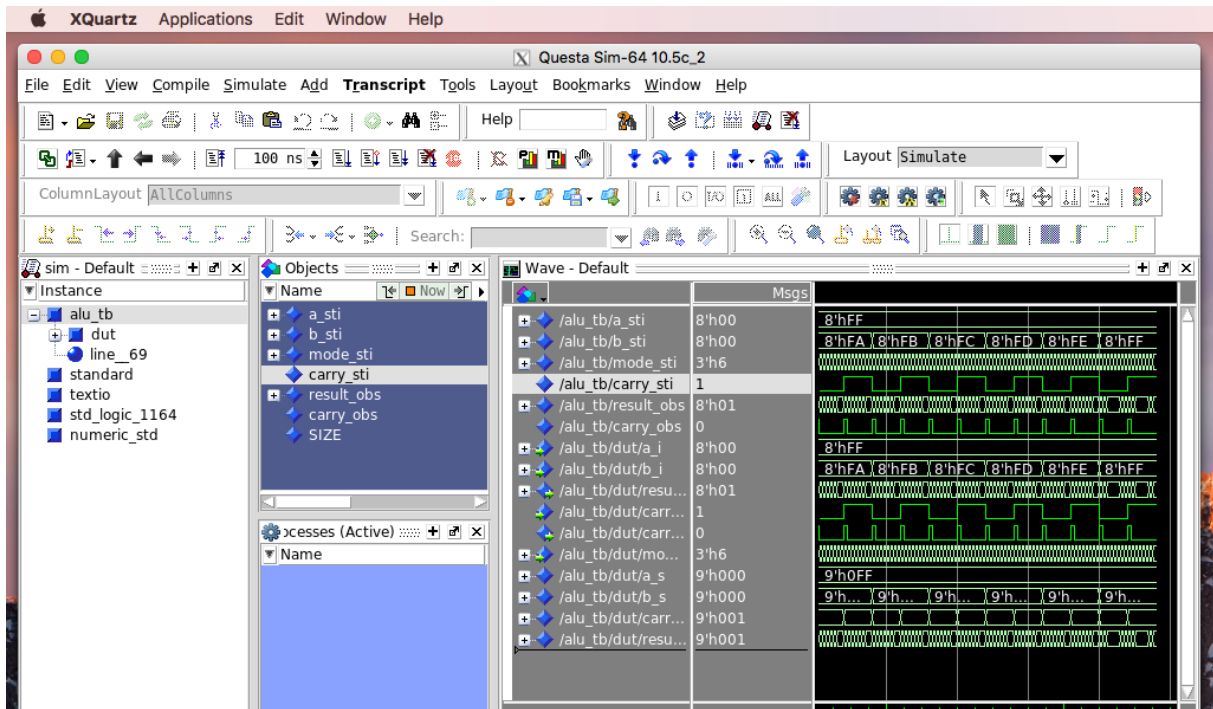 XQuartz Applications Edit Window Help
Questa Sim-64 10.5c_2
File Edit View Compile Simulate Add Transcript Tools Layout Bookmarks Window Help
Help
100 ns Layout Simulate
ColumnLayout AllColumns I O I/O ALL
Search:
sim - Default
Instance
alu_tb
dut
line__69
standard
textio
std_logic_1164
numeric_std
Objects
Name Now
a_sti
b_sti
mode_sti
carry_sti
result_obs
carry_obs
SIZE
ocesses (Active)
Name
Wave - Default
Msgs
/alu_tb/a_sti 8'h00 8'hFF
/alu_tb/b_sti 8'h00 8'hFA 8'hFB 8'hFC 8'hFD 8'hFE 8'hFF
/alu_tb/mode_sti 3'h6
/alu_tb/carry_sti 1
/alu_tb/result_obs 8'h01
/alu_tb/carry_obs 0
/alu_tb/dut/a_i 8'h00 8'hFF
/alu_tb/dut/b_i 8'h00 8'hFA 8'hFB 8'hFC 8'hFD 8'hFE 8'hFF
/alu_tb/dut/resu... 8'h01
/alu_tb/dut/carr... 1
/alu_tb/dut/carr... 0
/alu_tb/dut/mo... 3'h6
/alu_tb/dut/a_s 9'h000 9'h0FF
/alu_tb/dut/b_s 9'h000 9'h... 9'h... 9'h... 9'h... 9'h... 9'h...
/alu_tb/dut/carr... 9'h001
/alu_tb/dut/resu... 9'h001